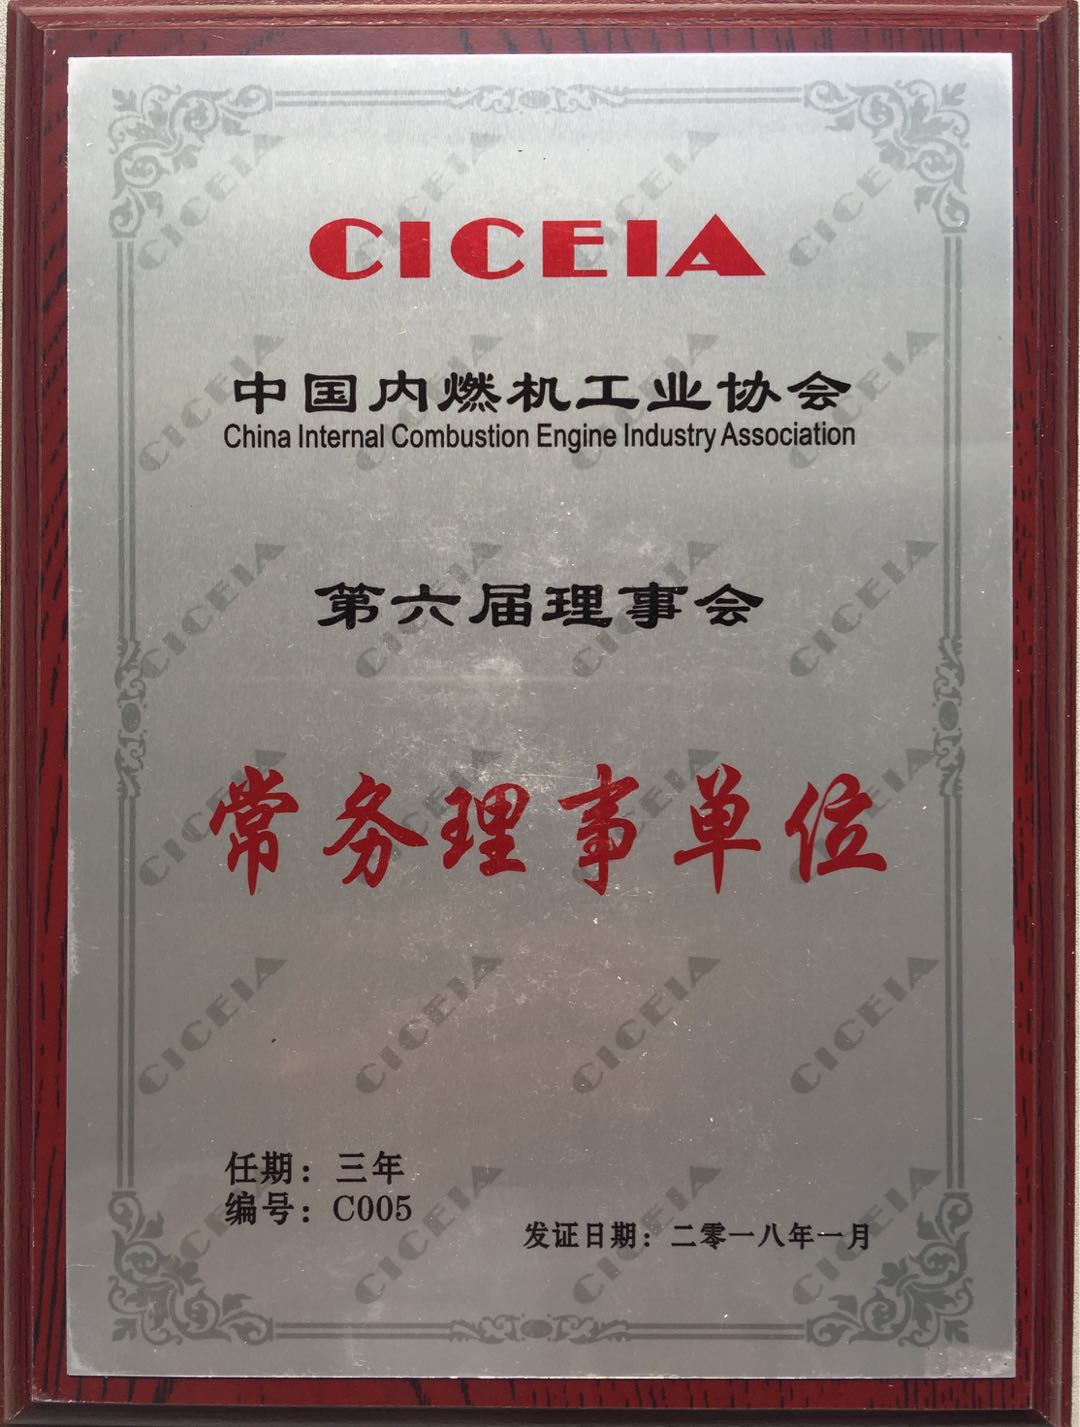 CICEIA
中国内燃机工业协会
China Internal Combustion Engine Industry Association
第六届理事会
常务理事单位
任期：三年
编号：C005
发证日期：二零一八年一月